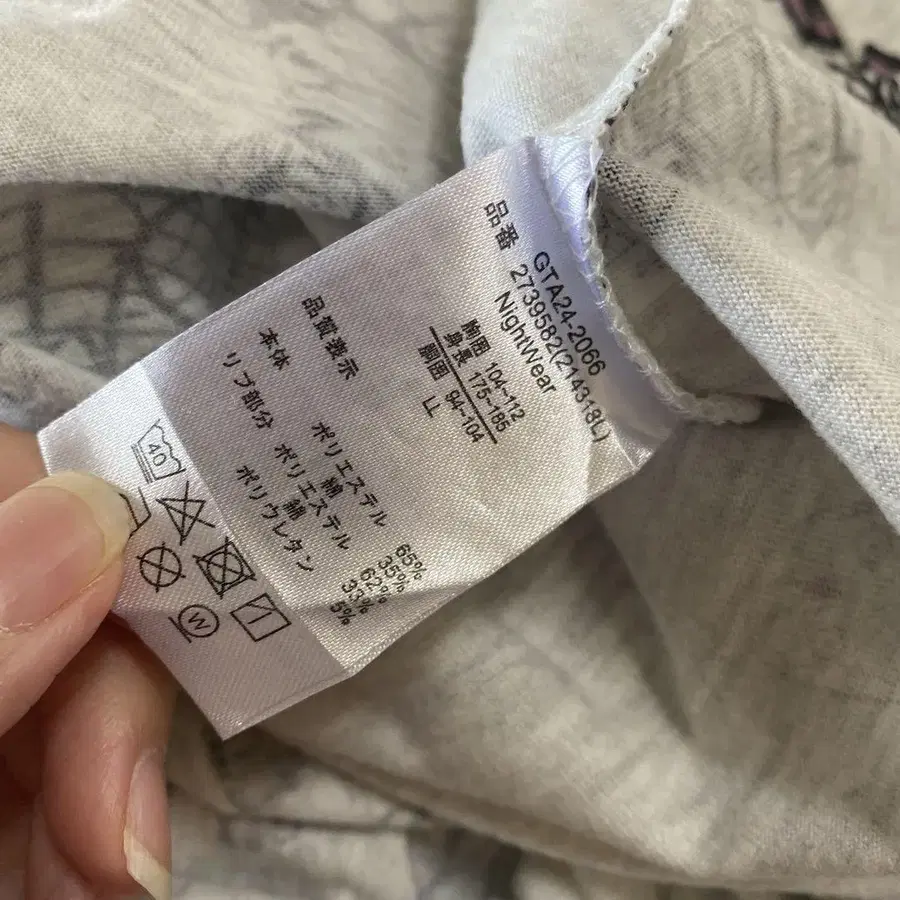 品番 GTA24-2066
2739582(214318L)
NightWear
胸囲 104-112
身長 175-185
胴囲 94-104
LL
品質表示
本体 ポリエステル 65%
綿 35%
リブ部分 ポリエステル 62%
綿 33%
ポリウレタン 5%
40
W